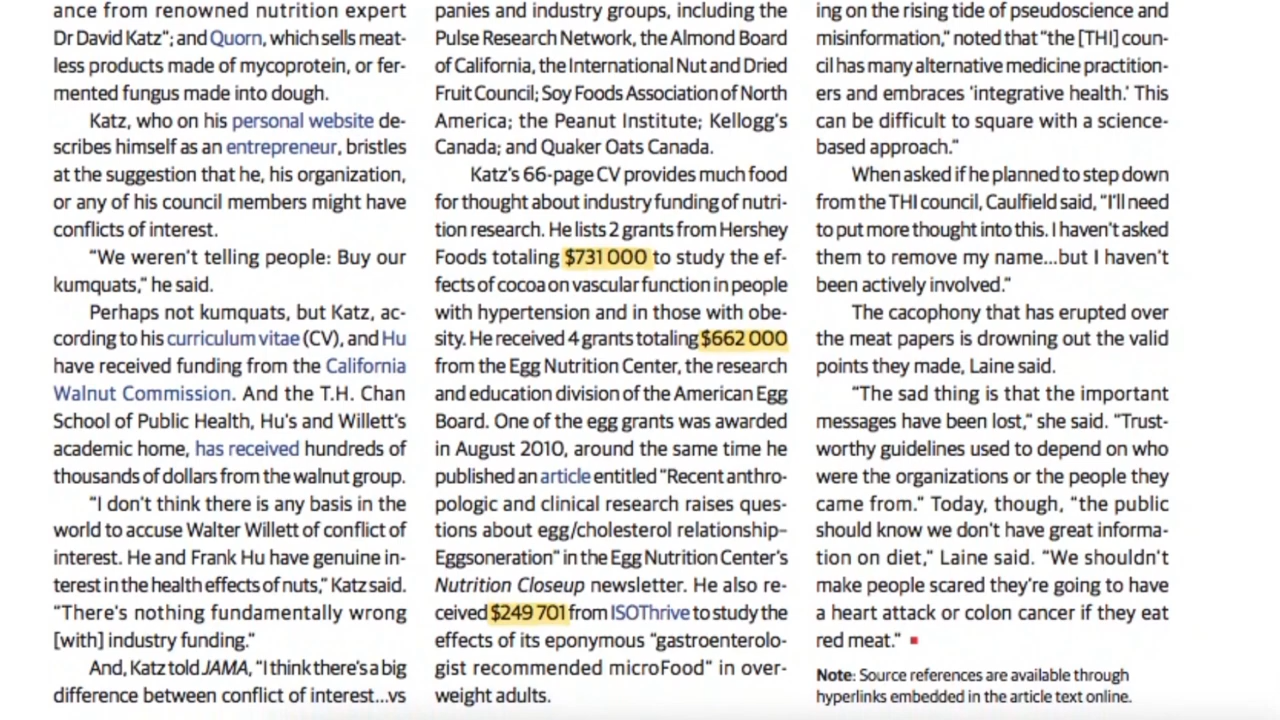 ance from renowned nutrition expert
Dr David Katz”; and Quorn, which sells meat-
less products made of mycoprotein, or fer-
mented fungus made into dough.
Katz, who on his personal website de-
scribes himself as an entrepreneur, bristles
at the suggestion that he, his organization,
or any of his council members might have
conflicts of interest.
“We weren’t telling people: Buy our
kumquats,” he said.
Perhaps not kumquats, but Katz, ac-
cording to his curriculum vitae (CV), and Hu
have received funding from the California
Walnut Commission. And the T.H. Chan
School of Public Health, Hu’s and Willett’s
academic home, has received hundreds of
thousands of dollars from the walnut group.
“I don’t think there is any basis in the
world to accuse Walter Willett of conflict of
interest. He and Frank Hu have genuine in-
terest in the health effects of nuts,” Katz said.
“There’s nothing fundamentally wrong
[with] industry funding.”
And, Katz told JAMA, “I think there’s a big
difference between conflict of interest...vs
panies and industry groups, including the
Pulse Research Network, the Almond Board
of California, the International Nut and Dried
Fruit Council; Soy Foods Association of North
America; the Peanut Institute; Kellogg’s
Canada; and Quaker Oats Canada.
Katz’s 66-page CV provides much food
for thought about industry funding of nutri-
tion research. He lists 2 grants from Hershey
Foods totaling $731 000 to study the ef-
fects of cocoa on vascular function in people
with hypertension and in those with obe-
sity. He received 4 grants totaling $662 000
from the Egg Nutrition Center, the research
and education division of the American Egg
Board. One of the egg grants was awarded
in August 2010, around the same time he
published an article entitled “Recent anthro-
pologic and clinical research raises ques-
tions about egg/cholesterol relationship–
Eggsoneration” in the Egg Nutrition Center’s
Nutrition Closeup newsletter. He also re-
ceived $249 701 from ISOThrive to study the
effects of its eponymous “gastroenterolo-
gist recommended microFood” in over-
weight adults.
ing on the rising tide of pseudoscience and
misinformation,” noted that “the [THI] coun-
cil has many alternative medicine practition-
ers and embraces ‘integrative health.’ This
can be difficult to square with a science-
based approach.”
When asked if he planned to step down
from the THI council, Caulfield said, “I’ll need
to put more thought into this. I haven’t asked
them to remove my name...but I haven’t
been actively involved.”
The cacophony that has erupted over
the meat papers is drowning out the valid
points they made, Laine said.
“The sad thing is that the important
messages have been lost,” she said. “Trust-
worthy guidelines used to depend on who
were the organizations or the people they
came from.” Today, though, “the public
should know we don’t have great informa-
tion on diet,” Laine said. “We shouldn’t
make people scared they’re going to have
a heart attack or colon cancer if they eat
red meat.”
Note: Source references are available through
hyperlinks embedded in the article text online.